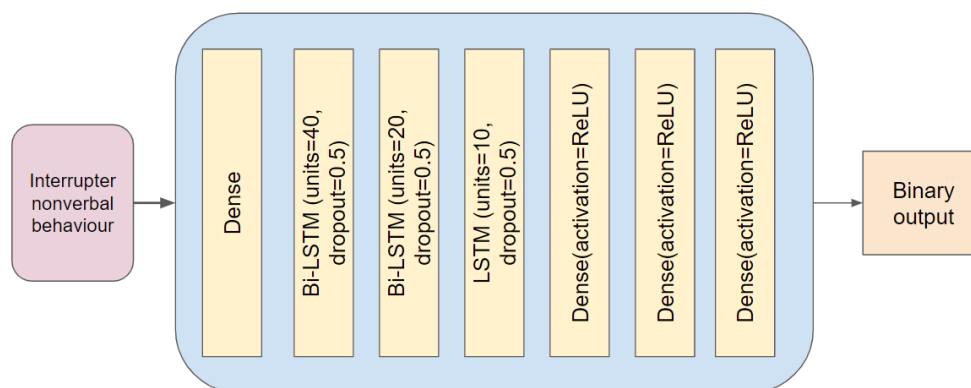 Interrupter
nonverbal
behaviour
Dense
Bi-LSTM (units=40,
dropout=0.5)
Bi-LSTM (units=20,
dropout=0.5)
LSTM (units=10,
dropout=0.5)
Dense(activation=ReLU)
Dense(activation=ReLU)
Dense(activation=ReLU)
Binary
output